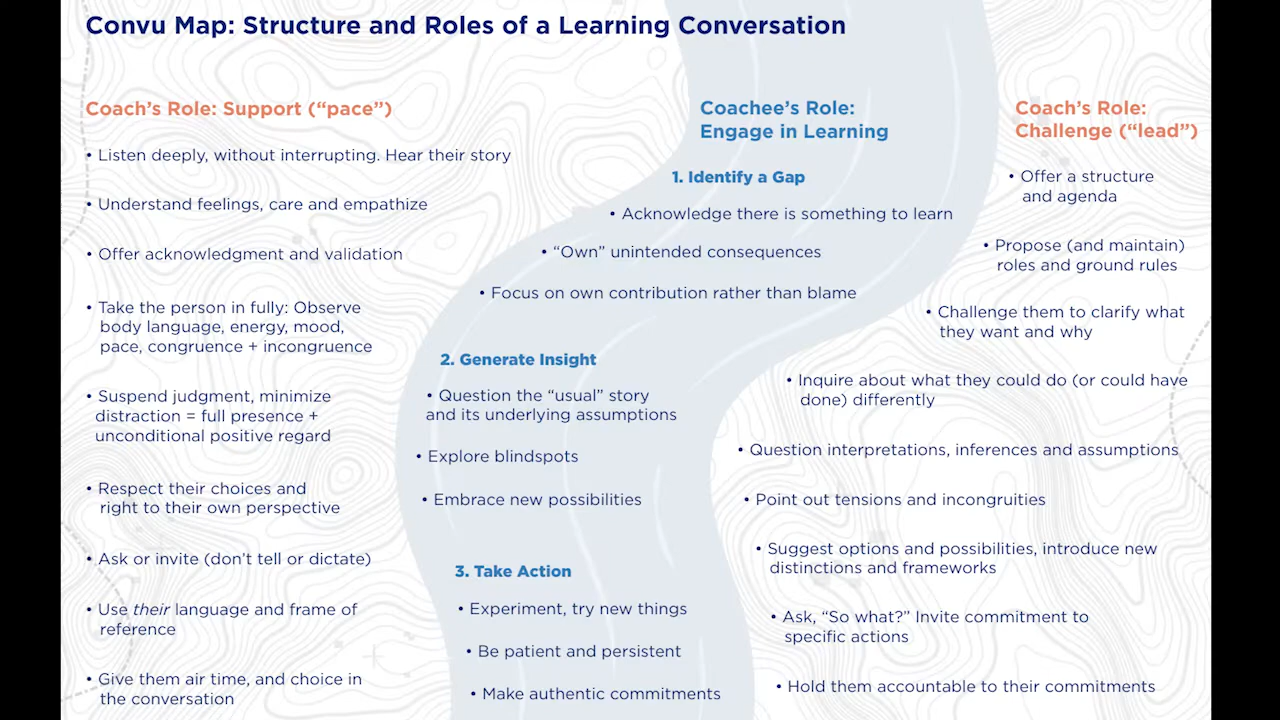 Convu Map: Structure and Roles of a Learning Conversation
Coach's Role: Support (“pace”)
• Listen deeply, without interrupting. Hear their story
• Understand feelings, care and empathize
• Offer acknowledgment and validation
• Take the person in fully: Observe
body language, energy, mood,
pace, congruence + incongruence
• Suspend judgment, minimize
distraction = full presence +
unconditional positive regard
• Respect their choices and
right to their own perspective
• Ask or invite (don't tell or dictate)
• Use their language and frame of
reference
• Give them air time, and choice in
the conversation
Coachee's Role:
Engage in Learning
1. Identify a Gap
• Acknowledge there is something to learn
• “Own” unintended consequences
• Focus on own contribution rather than blame
2. Generate Insight
• Question the “usual” story
and its underlying assumptions
• Explore blindspots
• Embrace new possibilities
3. Take Action
• Experiment, try new things
• Be patient and persistent
• Make authentic commitments
Coach's Role:
Challenge (“lead”)
• Offer a structure
and agenda
• Propose (and maintain)
roles and ground rules
• Challenge them to clarify what
they want and why
• Inquire about what they could do (or could have
done) differently
• Question interpretations, inferences and assumptions
• Point out tensions and incongruities
• Suggest options and possibilities, introduce new
distinctions and frameworks
• Ask, “So what?” Invite commitment to
specific actions
• Hold them accountable to their commitments